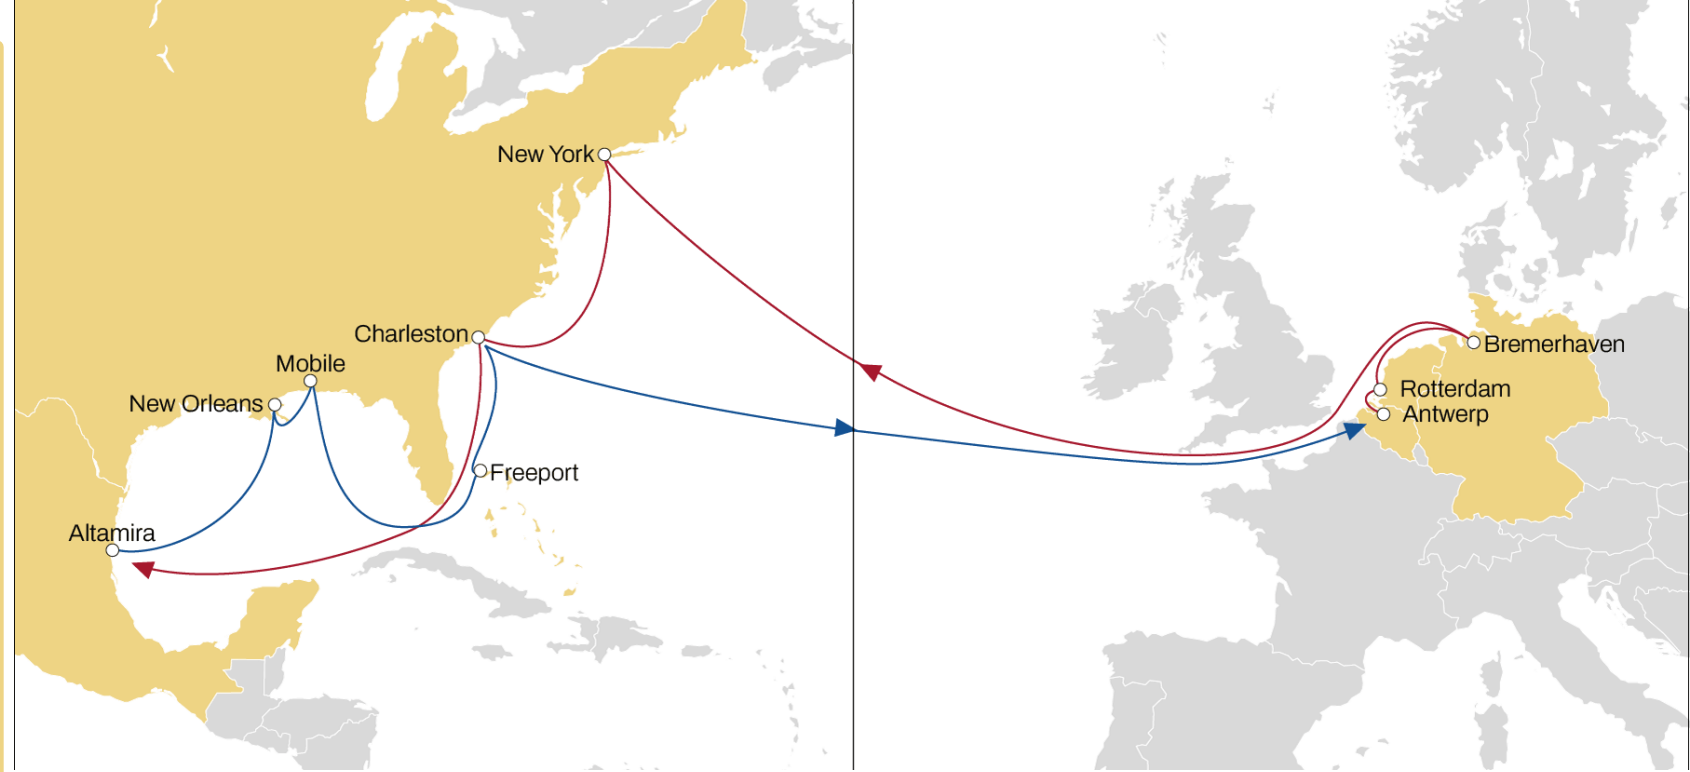 New York
Charleston
Mobile
New Orleans
Freeport
Altamira
Bremerhaven
Rotterdam
Antwerp